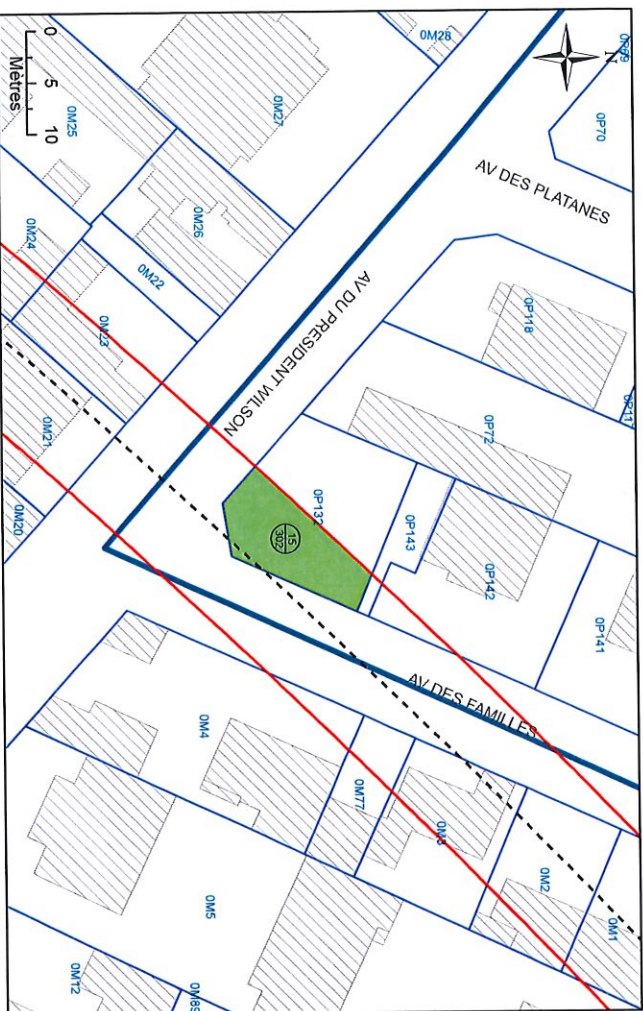 N
0P69
0P70
0M28
AV DES PLATANES
0P118
0P117
0M27
0P72
0M25
0M26
AV DU PRESIDENT WILSON
0P132
0P143
0P142
0P141
15
302
0M22
0M24
0M23
0M21
0M20
AV DES FAMILLES
0M4
0M77
0M2
0M1
0M5
0M12
0 5 10
Mètres